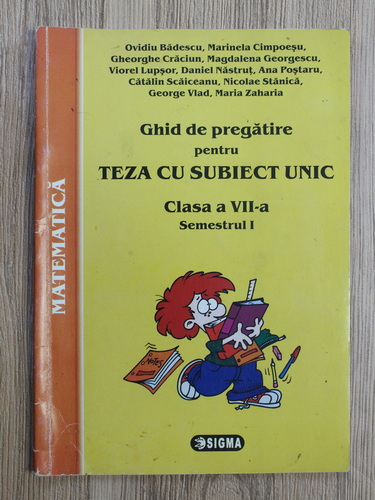 Ovidiu Bădescu, Marinela Cimpoeşu,
Gheorghe Crăciun, Magdalena Georgescu,
Viorel Lupşor, Daniel Năstruţ, Ana Poştaru,
Cătălin Scăiceanu, Nicolae Stănică,
George Vlad, Maria Zaharia
Ghid de pregătire
pentru
TEZA CU SUBIECT UNIC
Clasa a VII-a
Semestrul I
MATEMATICĂ
Notes
SIGMA